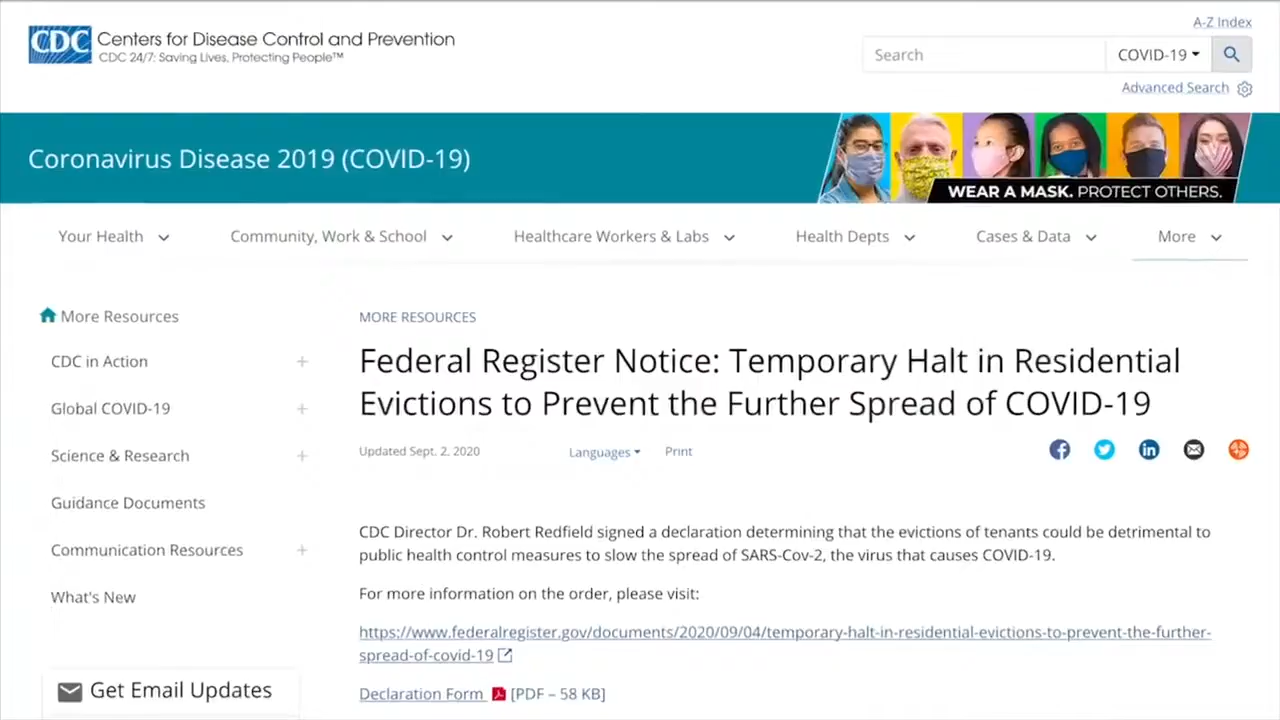 A-Z Index
CDC
Centers for Disease Control and Prevention
CDC 24/7: Saving Lives, Protecting People™
Search
COVID-19
Advanced Search
Coronavirus Disease 2019 (COVID-19)
WEAR A MASK. PROTECT OTHERS.
Your Health
Community, Work & School
Healthcare Workers & Labs
Health Depts
Cases & Data
More
More Resources
CDC in Action
Global COVID-19
Science & Research
Guidance Documents
Communication Resources
What's New
Get Email Updates
MORE RESOURCES
Federal Register Notice: Temporary Halt in Residential
Evictions to Prevent the Further Spread of COVID-19
Updated Sept. 2, 2020
Languages
Print
CDC Director Dr. Robert Redfield signed a declaration determining that the evictions of tenants could be detrimental to
public health control measures to slow the spread of SARS-Cov-2, the virus that causes COVID-19.
For more information on the order, please visit:
https://www.federalregister.gov/documents/2020/09/04/temporary-halt-in-residential-evictions-to-prevent-the-further-
spread-of-covid-19
Declaration Form [PDF – 58 KB]